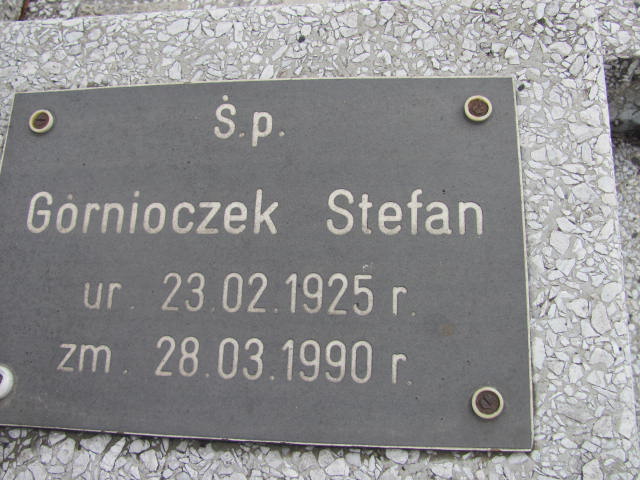 Ś.p.
Górnioczek Stefan
ur. 23.02.1925 r.
zm. 28.03.1990 r.